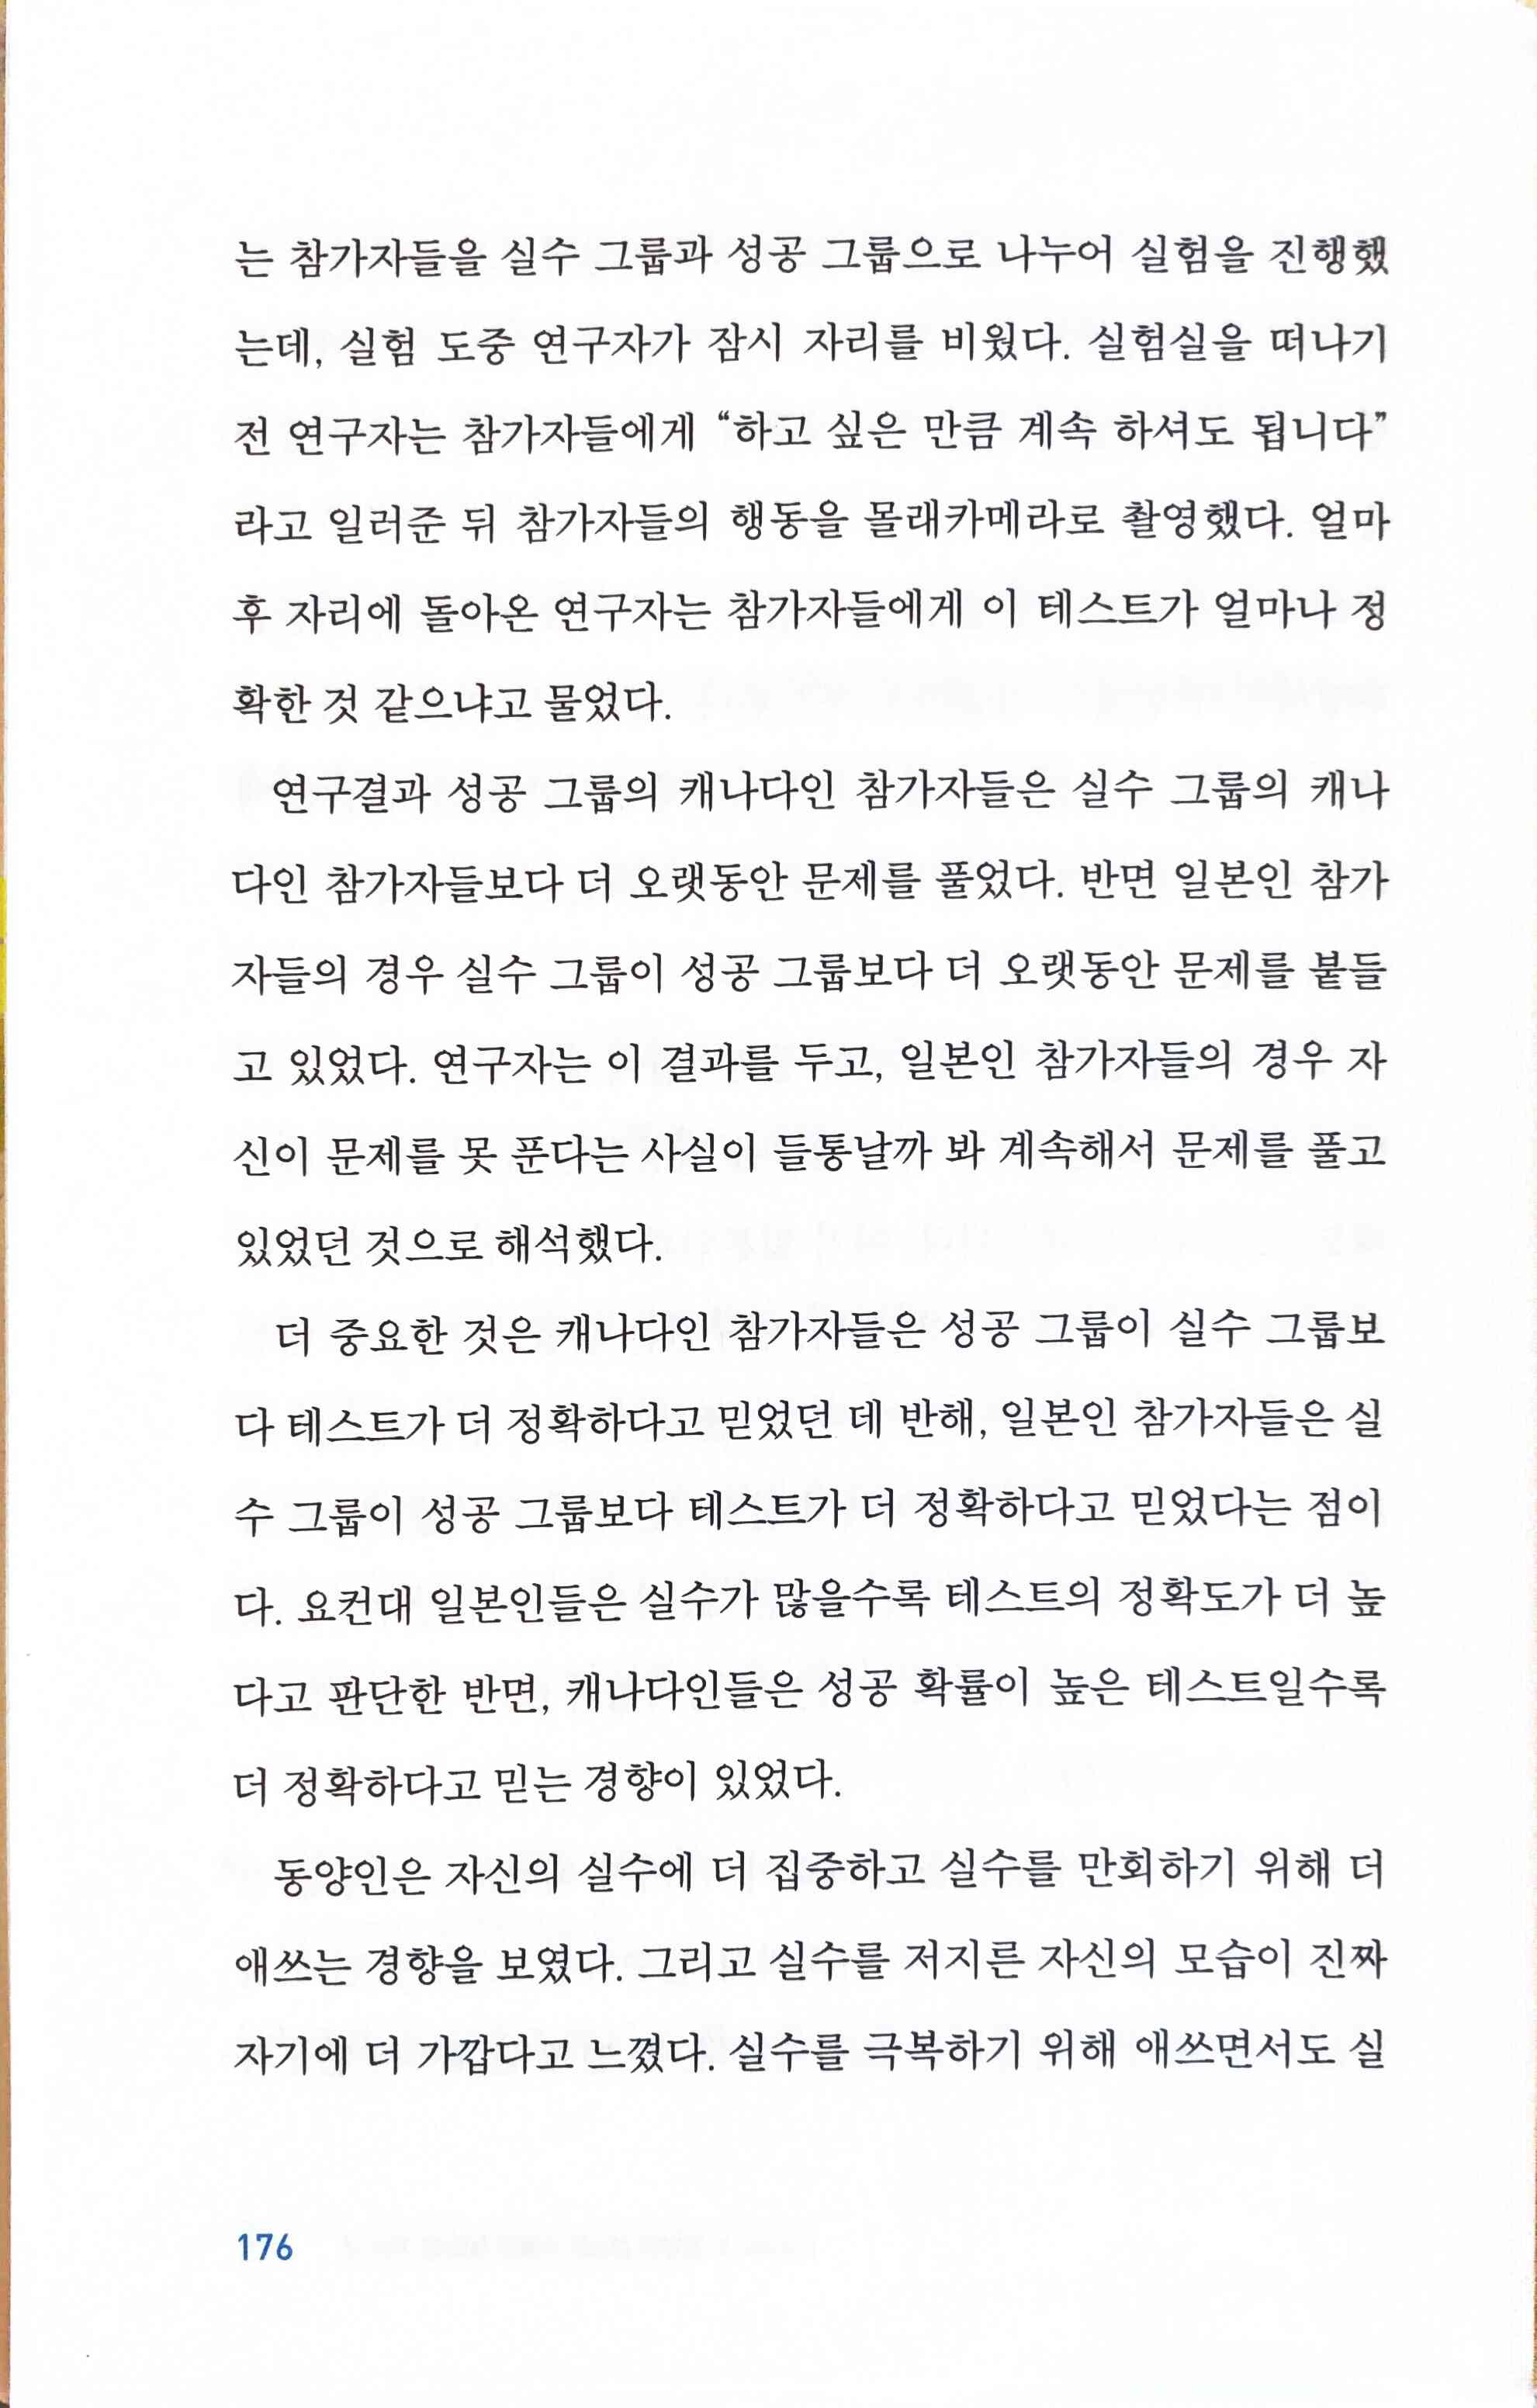 는 참가자들을 실수 그룹과 성공 그룹으로 나누어 실험을 진행했
는데, 실험 도중 연구자가 잠시 자리를 비웠다. 실험실을 떠나기
전 연구자는 참가자들에게 “하고 싶은 만큼 계속 하셔도 됩니다”
라고 일러준 뒤 참가자들의 행동을 몰래카메라로 촬영했다. 얼마
후 자리에 돌아온 연구자는 참가자들에게 이 테스트가 얼마나 정
확한 것 같으냐고 물었다.
연구결과 성공 그룹의 캐나다인 참가자들은 실수 그룹의 캐나
다인 참가자들보다 더 오랫동안 문제를 풀었다. 반면 일본인 참가
자들의 경우 실수 그룹이 성공 그룹보다 더 오랫동안 문제를 붙들
고 있었다. 연구자는 이 결과를 두고, 일본인 참가자들의 경우 자
신이 문제를 못 푼다는 사실이 들통날까 봐 계속해서 문제를 풀고
있었던 것으로 해석했다.
더 중요한 것은 캐나다인 참가자들은 성공 그룹이 실수 그룹보
다 테스트가 더 정확하다고 믿었던 데 반해, 일본인 참가자들은 실
수 그룹이 성공 그룹보다 테스트가 더 정확하다고 믿었다는 점이
다. 요컨대 일본인들은 실수가 많을수록 테스트의 정확도가 더 높
다고 판단한 반면, 캐나다인들은 성공 확률이 높은 테스트일수록
더 정확하다고 믿는 경향이 있었다.
동양인은 자신의 실수에 더 집중하고 실수를 만회하기 위해 더
애쓰는 경향을 보였다. 그리고 실수를 저지른 자신의 모습이 진짜
자기에 더 가깝다고 느꼈다. 실수를 극복하기 위해 애쓰면서도 실
176